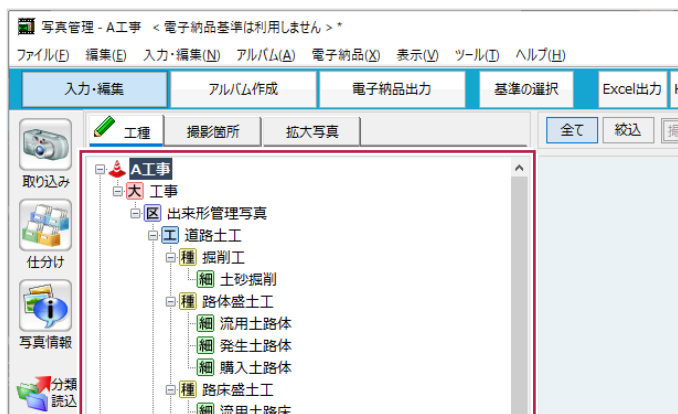 写真管理 - A工事 ＜電子納品基準は利用しません＞*
ファイル(F) 編集(E) 入力・編集(N) アルバム(A) 電子納品(X) 表示(V) ツール(T) ヘルプ(H)
入力・編集 アルバム作成 電子納品出力 基準の選択 Excel出力
工種 撮影箇所 拡大写真 全て 絞込
取り込み
仕分け
写真情報
分類読込
A工事
大 工事
区 出来形管理写真
工 道路土工
種 掘削工
細 土砂掘削
種 路体盛土工
細 流用土路体
細 発生土路体
細 購入土路体
種 路床盛土工
細 流用土路床